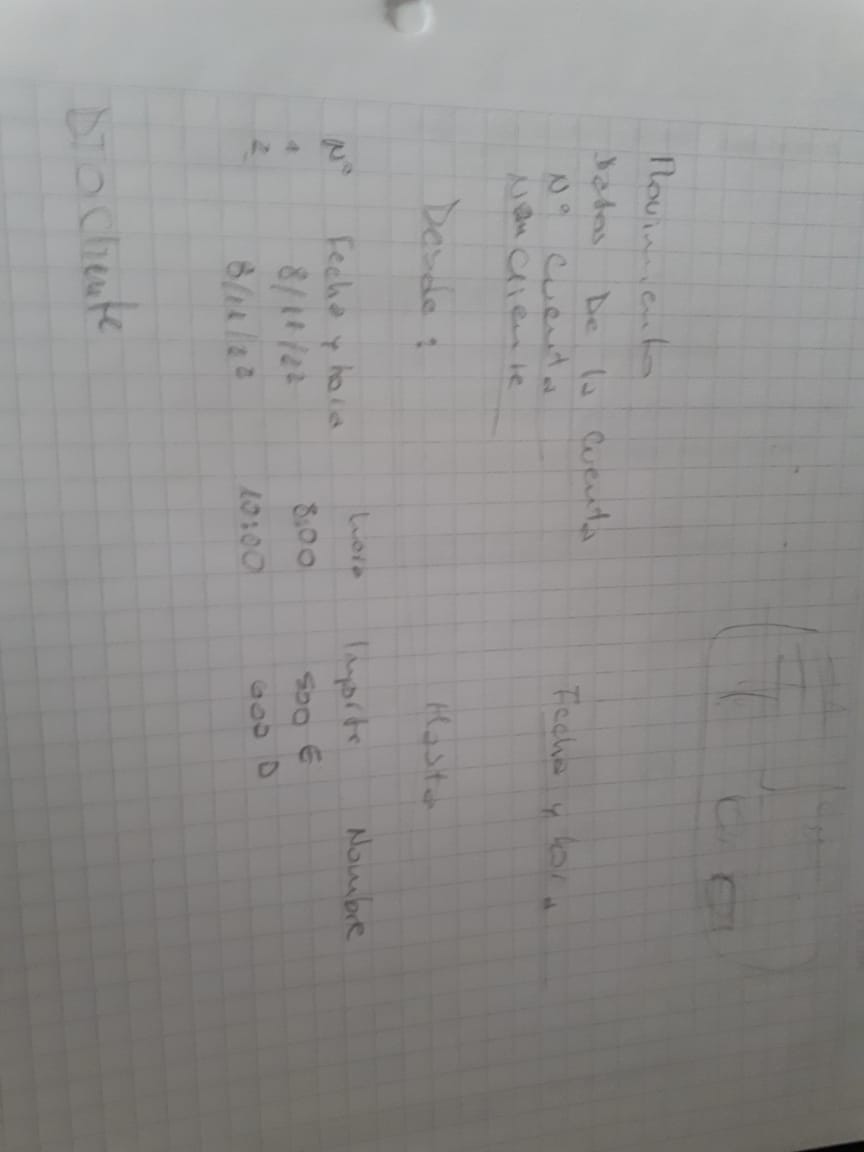 Movimiento
Datos De la Cuenta
Nº Cuenta
Fecha y hora
Nom Cliente
Desde:
Hasta
Nº Fecha y hora Hora Importe Nombre
1 8/11/22 8:00 500 €
2 8/11/22 10:00
DTO Cliente